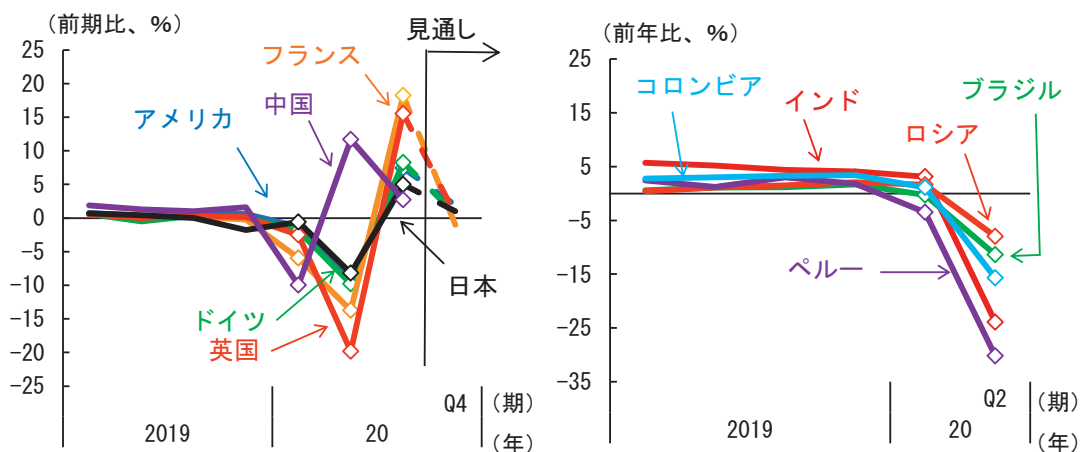 （前期比、％）
見通し
25
20
15
10
5
0
-5
-10
-15
-20
-25
フランス
中国
アメリカ
日本
ドイツ
英国
Q4
（期）
2019
20
（年）
（前年比、％）
25
15
5
-5
-15
-25
-35
コロンビア
インド
ブラジル
ロシア
ペルー
Q2
（期）
2019
20
（年）